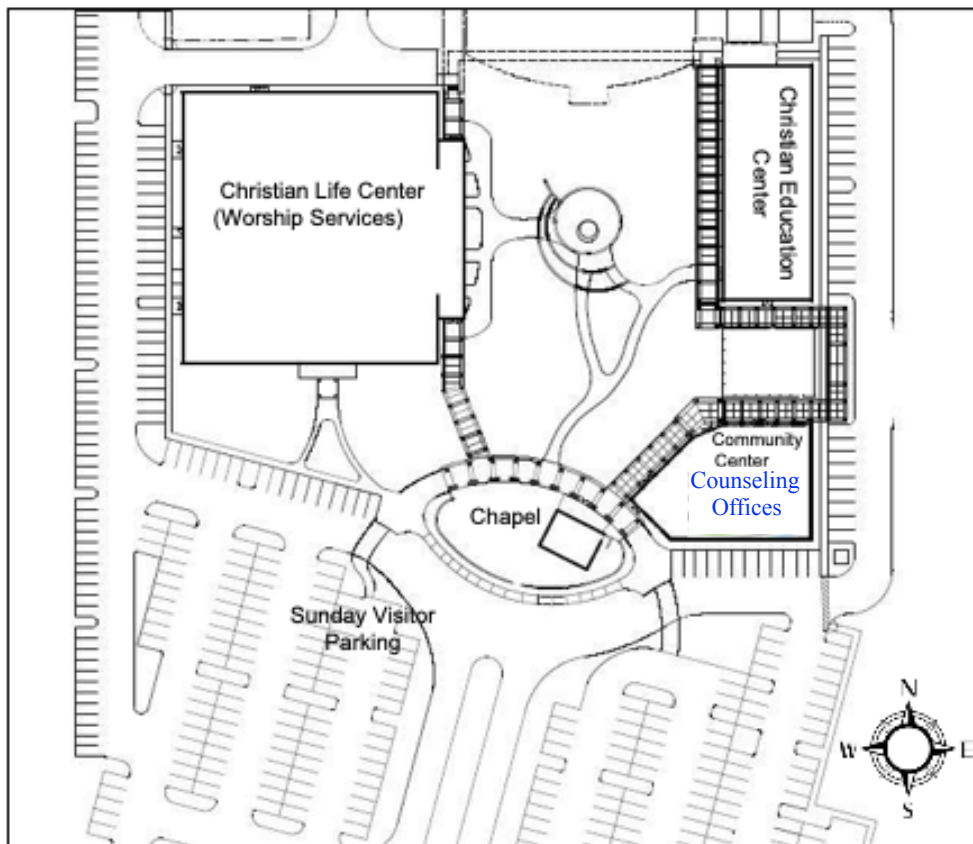 Christian Life Center
(Worship Services)
Christian Education
Center
Community
Center
Counseling
Offices
Chapel
Sunday Visitor
Parking
N
W
E
S